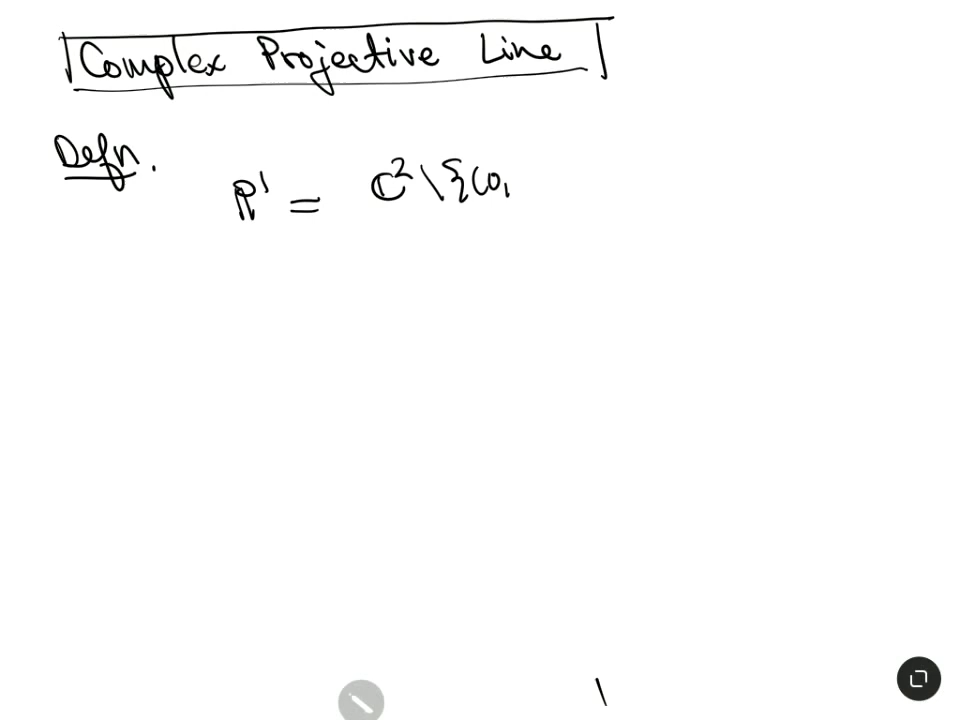 Complex Projective Line
Defn.
ℙ¹ = ℂ² \ {(0,